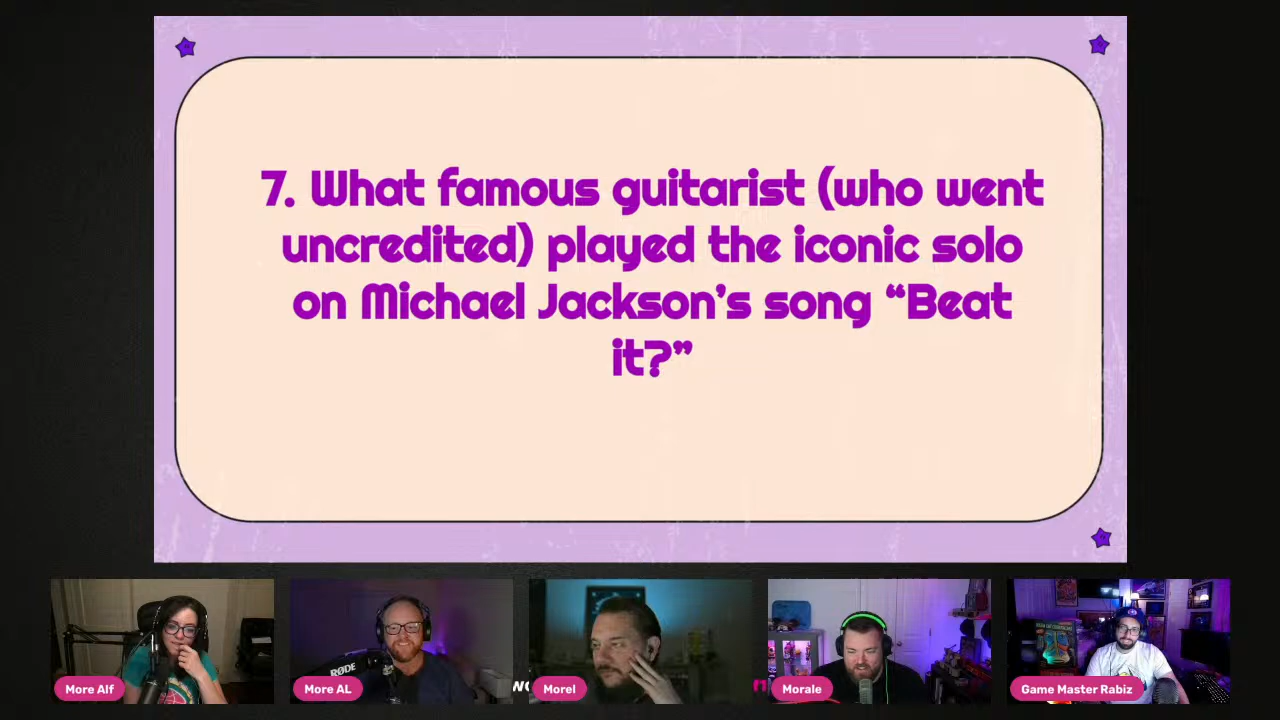 7. What famous guitarist (who went
uncredited) played the iconic solo
on Michael Jackson’s song “Beat
it?”
RØDE
More Alf
More AL
Morel
Morale
Game Master Rabiz